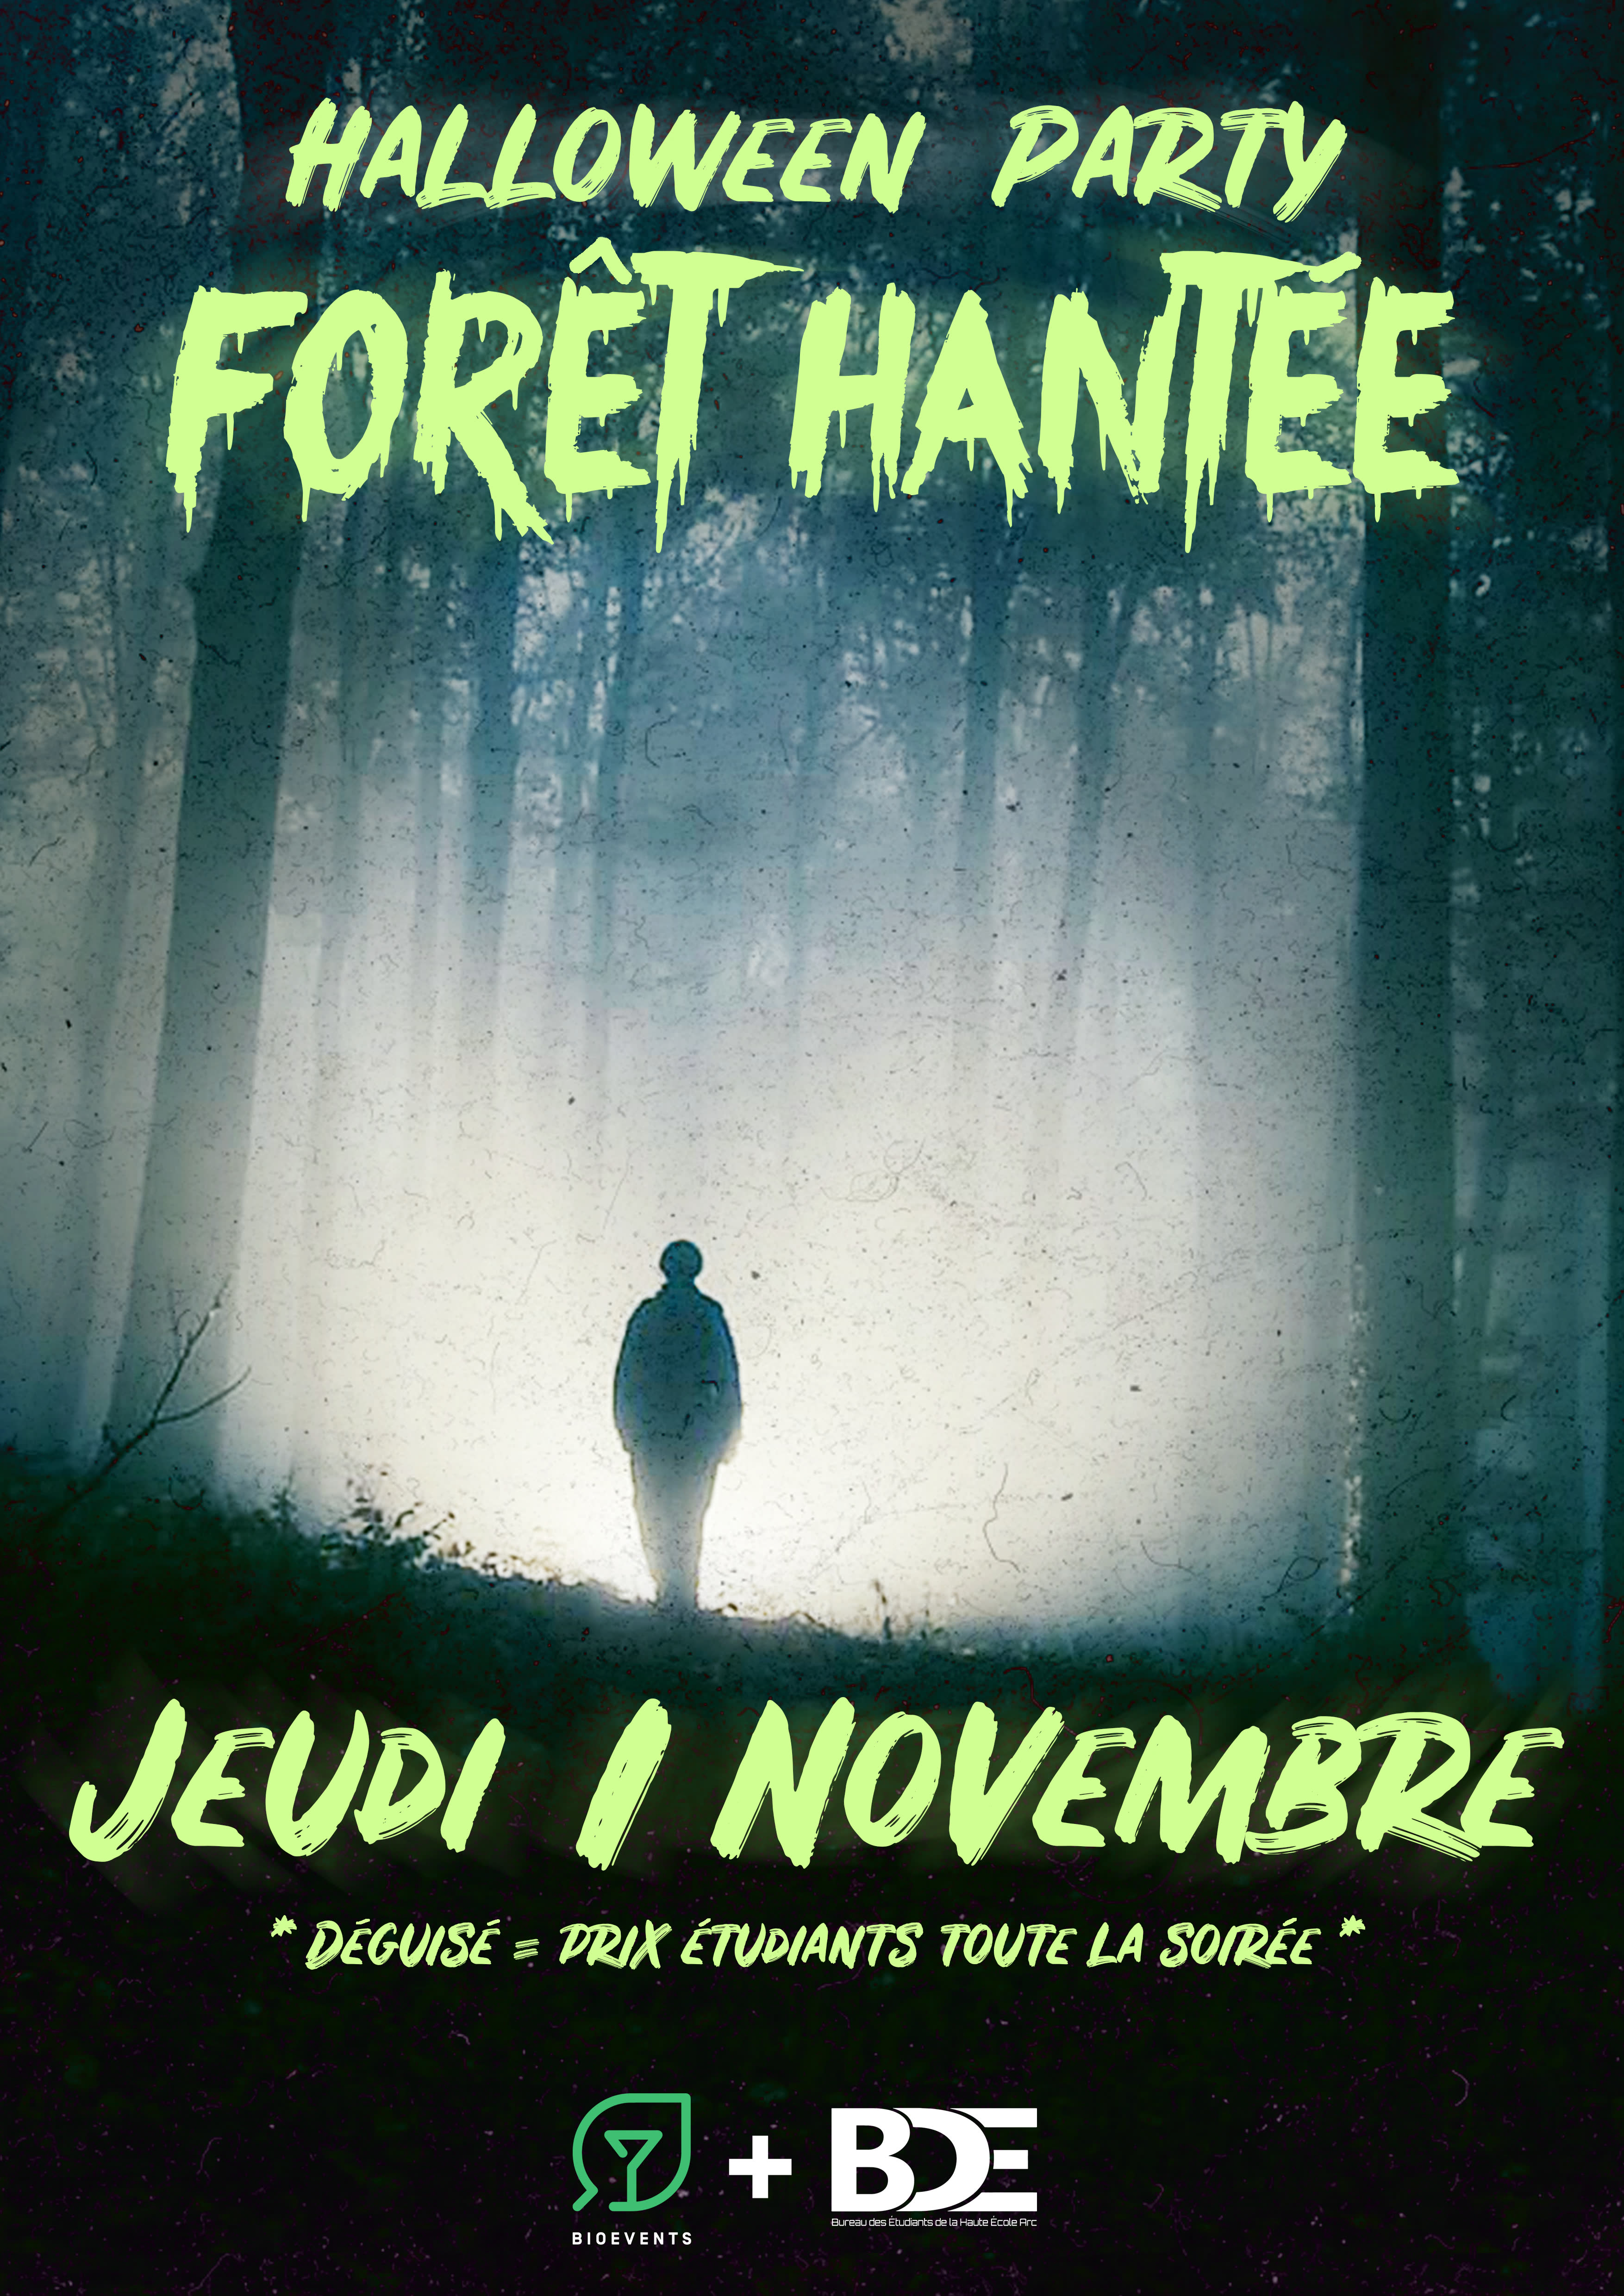 HALLOWEEN PARTY
FORÊT HANTÉE
JEUDI 1 NOVEMBRE
* DÉGUISÉ = PRIX ÉTUDIANTS TOUTE LA SOIRÉE *
+ BDE
Bureau des Étudiants de la Haute École Arc
BIOEVENTS